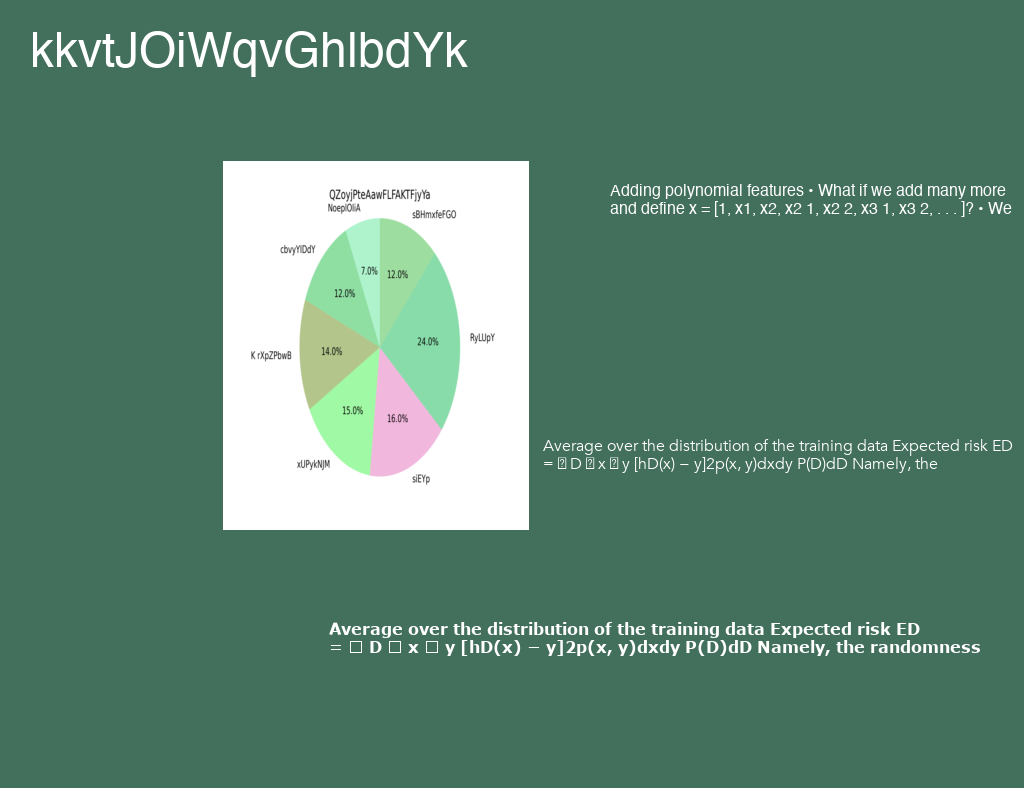 kkvtJOiWqvGhlbdYk
QZoyjPteAawFLFAKTFjyYa
NoeplOliA
sBHmxfeFGO
cbvyYlDdY
7.0%
12.0%
12.0%
RyLUpY
24.0%
K rXpZPbwB
14.0%
15.0%
16.0%
xUPykNJM
siEYp
Adding polynomial features • What if we add many more
and define x = [1, x1, x2, x2 1, x2 2, x3 1, x3 2, . . . ]? • We
Average over the distribution of the training data Expected risk ED
= � D � x � y [hD(x) − y]2p(x, y)dxdy P(D)dD Namely, the
Average over the distribution of the training data Expected risk ED
= � D � x � y [hD(x) − y]2p(x, y)dxdy P(D)dD Namely, the randomness